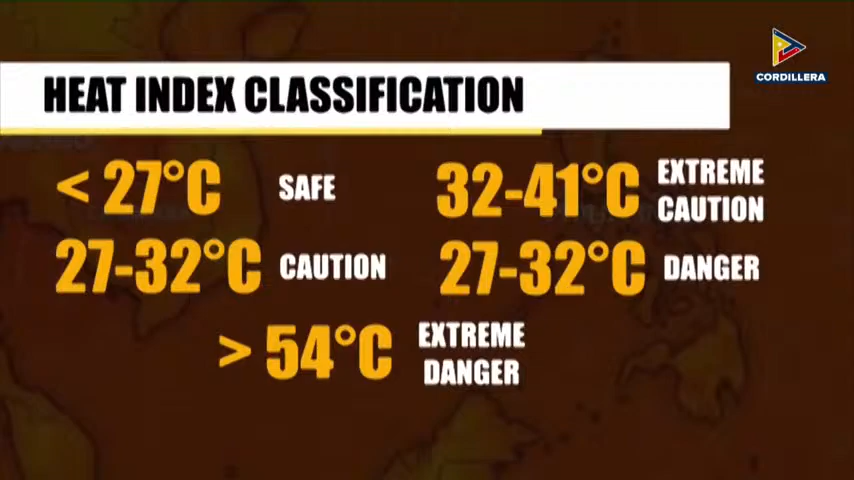 CORDILLERA
HEAT INDEX CLASSIFICATION
< 27°C SAFE
32-41°C EXTREME
CAUTION
27-32°C CAUTION
27-32°C DANGER
> 54°C EXTREME
DANGER